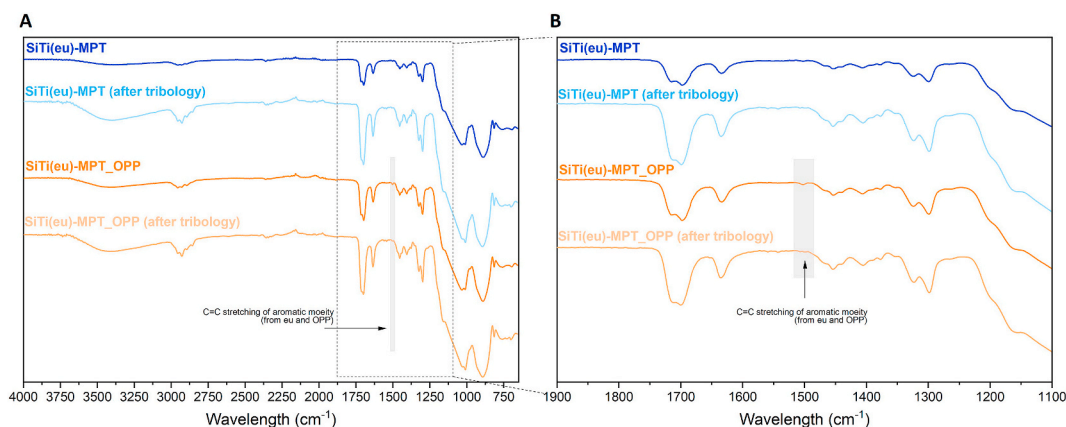 A
SiTi(eu)-MPT
SiTi(eu)-MPT (after tribology)
SiTi(eu)-MPT_OPP
SiTi(eu)-MPT_OPP (after tribology)
C=C stretching of aromatic moeity
(from eu and OPP)
4000 3750 3500 3250 3000 2750 2500 2250 2000 1750 1500 1250 1000 750
Wavelength (cm-1)
B
SiTi(eu)-MPT
SiTi(eu)-MPT (after tribology)
SiTi(eu)-MPT_OPP
SiTi(eu)-MPT_OPP (after tribology)
C=C stretching of aromatic moeity
(from eu and OPP)
1900 1800 1700 1600 1500 1400 1300 1200 1100
Wavelength (cm-1)